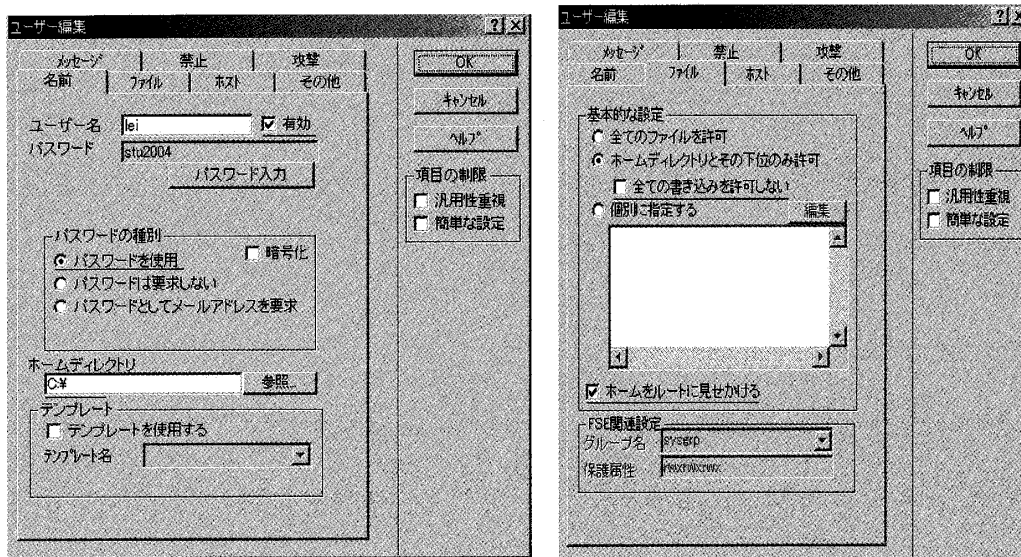 ユーザー編集
メッセージ 禁止 攻撃
名前 ファイル ホスト その他
ユーザー名 lei 有効
パスワード stu2004
パスワード入力
パスワードの種別
パスワードを使用 暗号化
パスワードは要求しない
パスワードとしてメールアドレスを要求
ホームディレクトリ
C:¥ 参照...
テンプレート
テンプレートを使用する
テンプレート名
OK
キャンセル
ヘルプ
項目の制限
汎用性重視
簡単な設定
ユーザー編集
メッセージ 禁止 攻撃
名前 ファイル ホスト その他
基本的な設定
全てのファイルを許可
ホームディレクトリとその下位のみ許可
全ての書き込みを許可しない
個別に指定する 編集
ホームをルートに見せかける
FSE関連設定
グループ名 sysgrp
保護属性 rwxrwxrwx
OK
キャンセル
ヘルプ
項目の制限
汎用性重視
簡単な設定